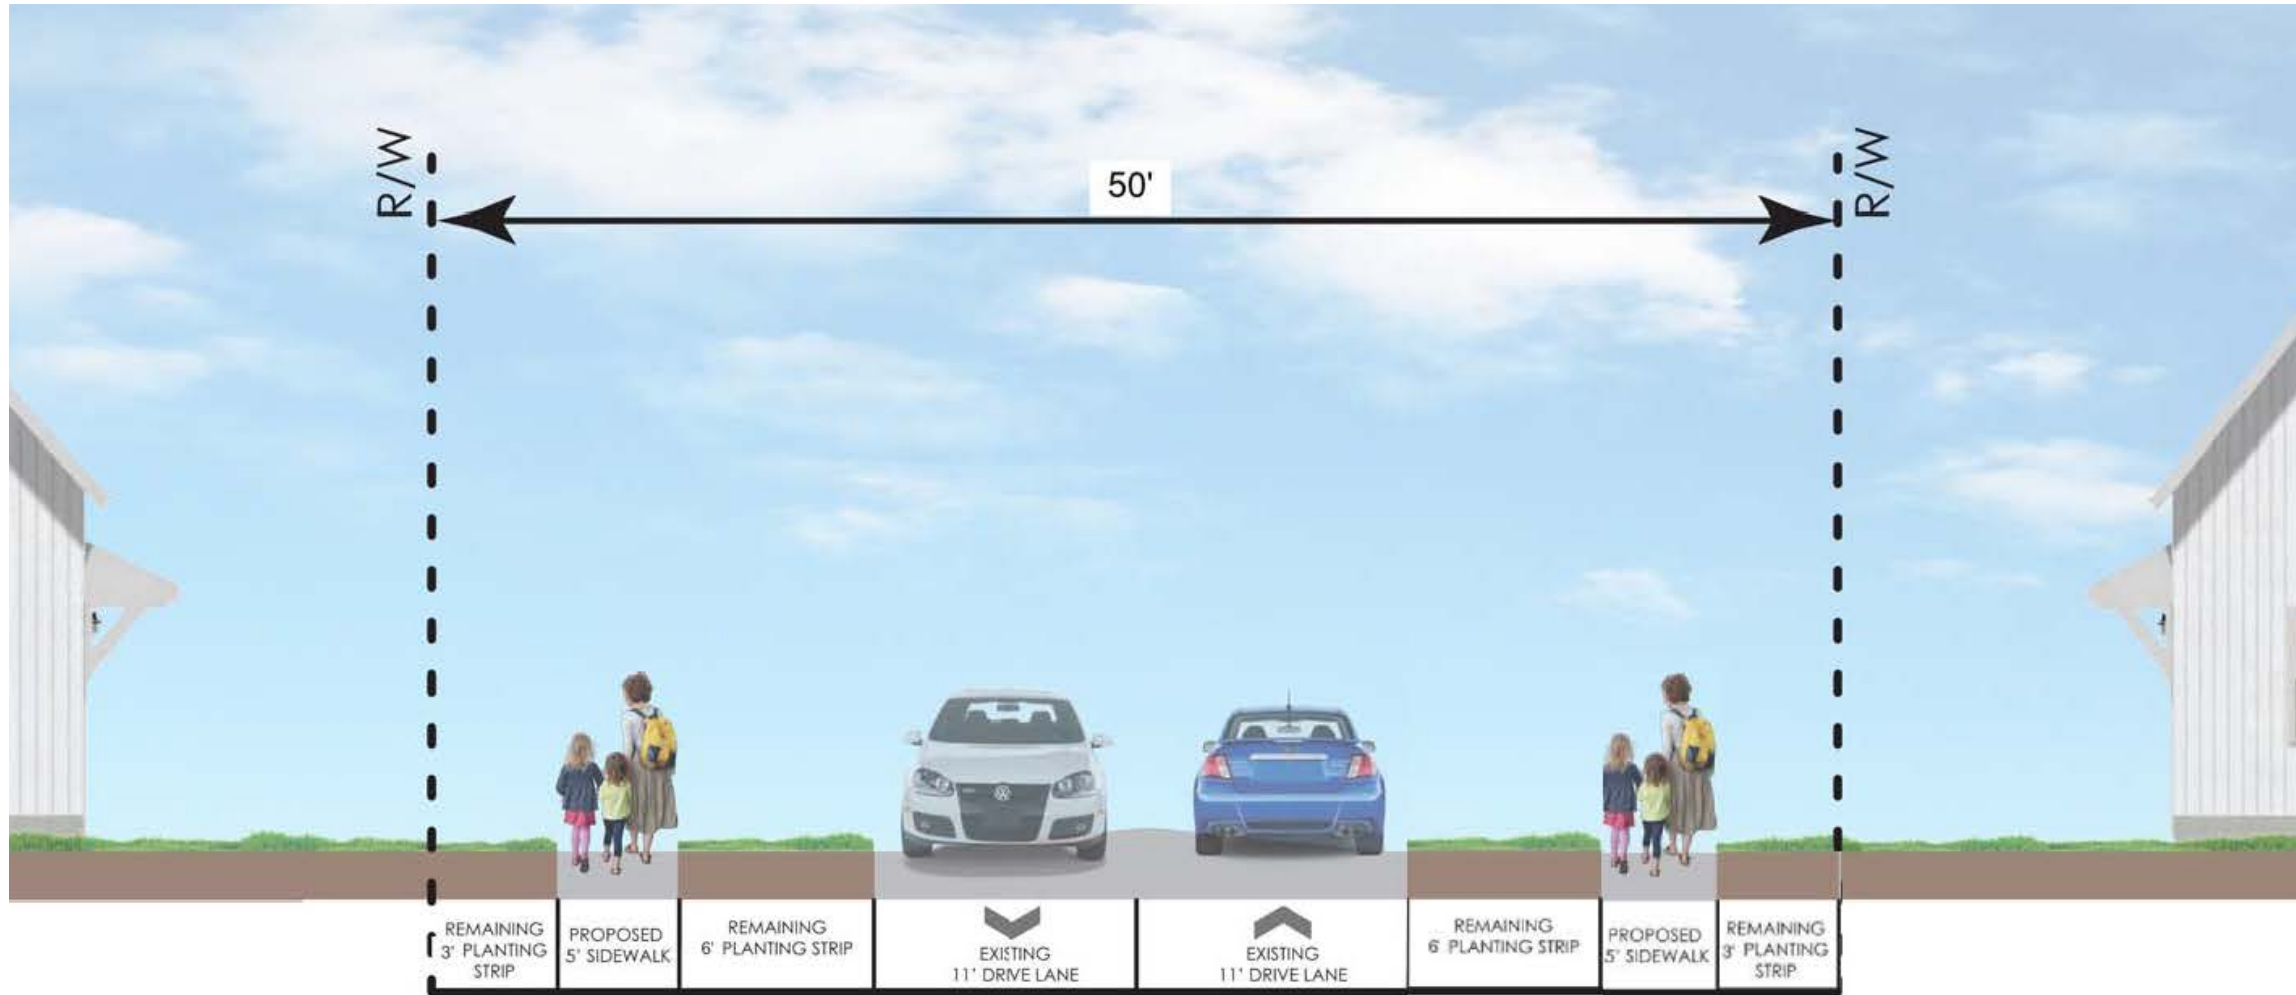 R/W
50'
R/W
REMAINING
3' PLANTING
STRIP
PROPOSED
5' SIDEWALK
REMAINING
6' PLANTING STRIP
EXISTING
11' DRIVE LANE
EXISTING
11' DRIVE LANE
REMAINING
6' PLANTING STRIP
PROPOSED
5' SIDEWALK
REMAINING
3' PLANTING
STRIP